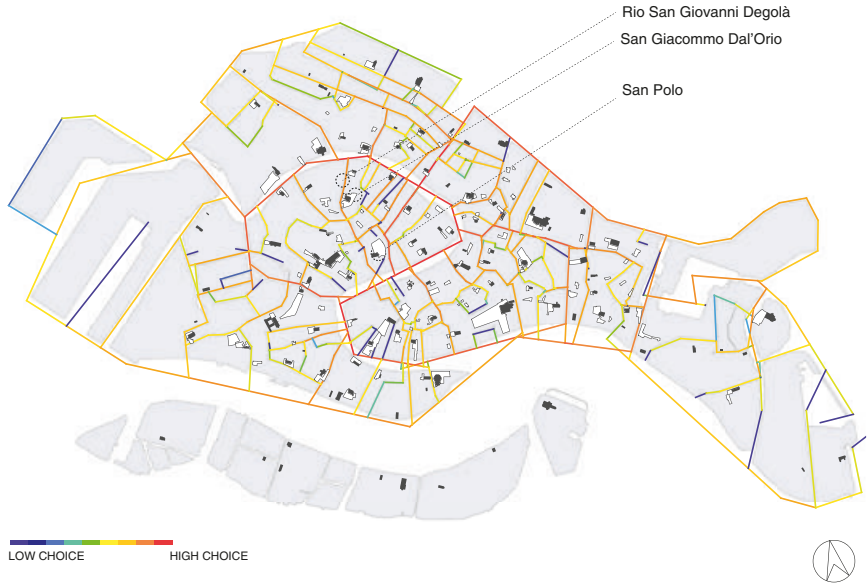 Rio San Giovanni Degolà
San Giacommo Dal'Orio
San Polo
LOW CHOICE
HIGH CHOICE